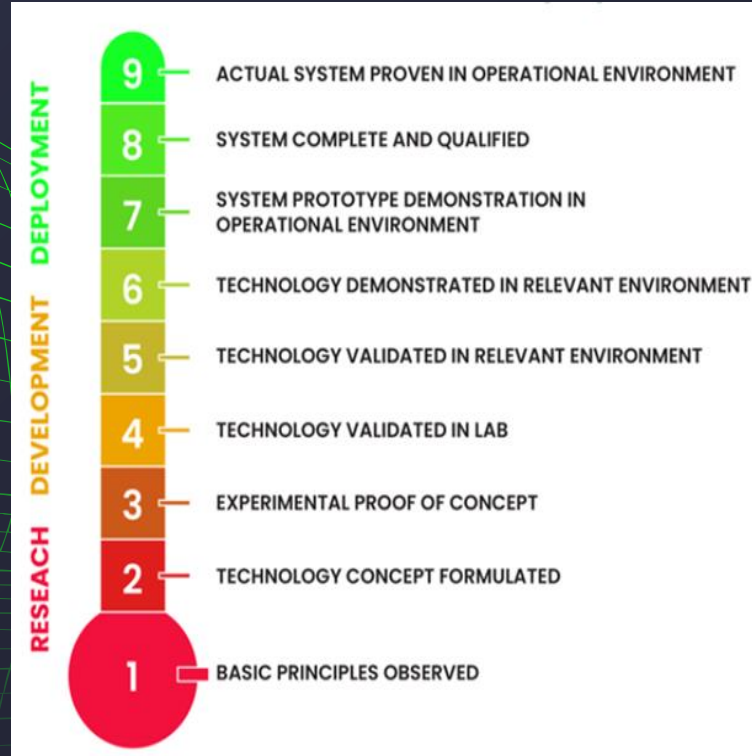 DEPLOYMENT
DEVELOPMENT
RESEACH
9 ACTUAL SYSTEM PROVEN IN OPERATIONAL ENVIRONMENT
8 SYSTEM COMPLETE AND QUALIFIED
7 SYSTEM PROTOTYPE DEMONSTRATION IN
OPERATIONAL ENVIRONMENT
6 TECHNOLOGY DEMONSTRATED IN RELEVANT ENVIRONMENT
5 TECHNOLOGY VALIDATED IN RELEVANT ENVIRONMENT
4 TECHNOLOGY VALIDATED IN LAB
3 EXPERIMENTAL PROOF OF CONCEPT
2 TECHNOLOGY CONCEPT FORMULATED
1 BASIC PRINCIPLES OBSERVED